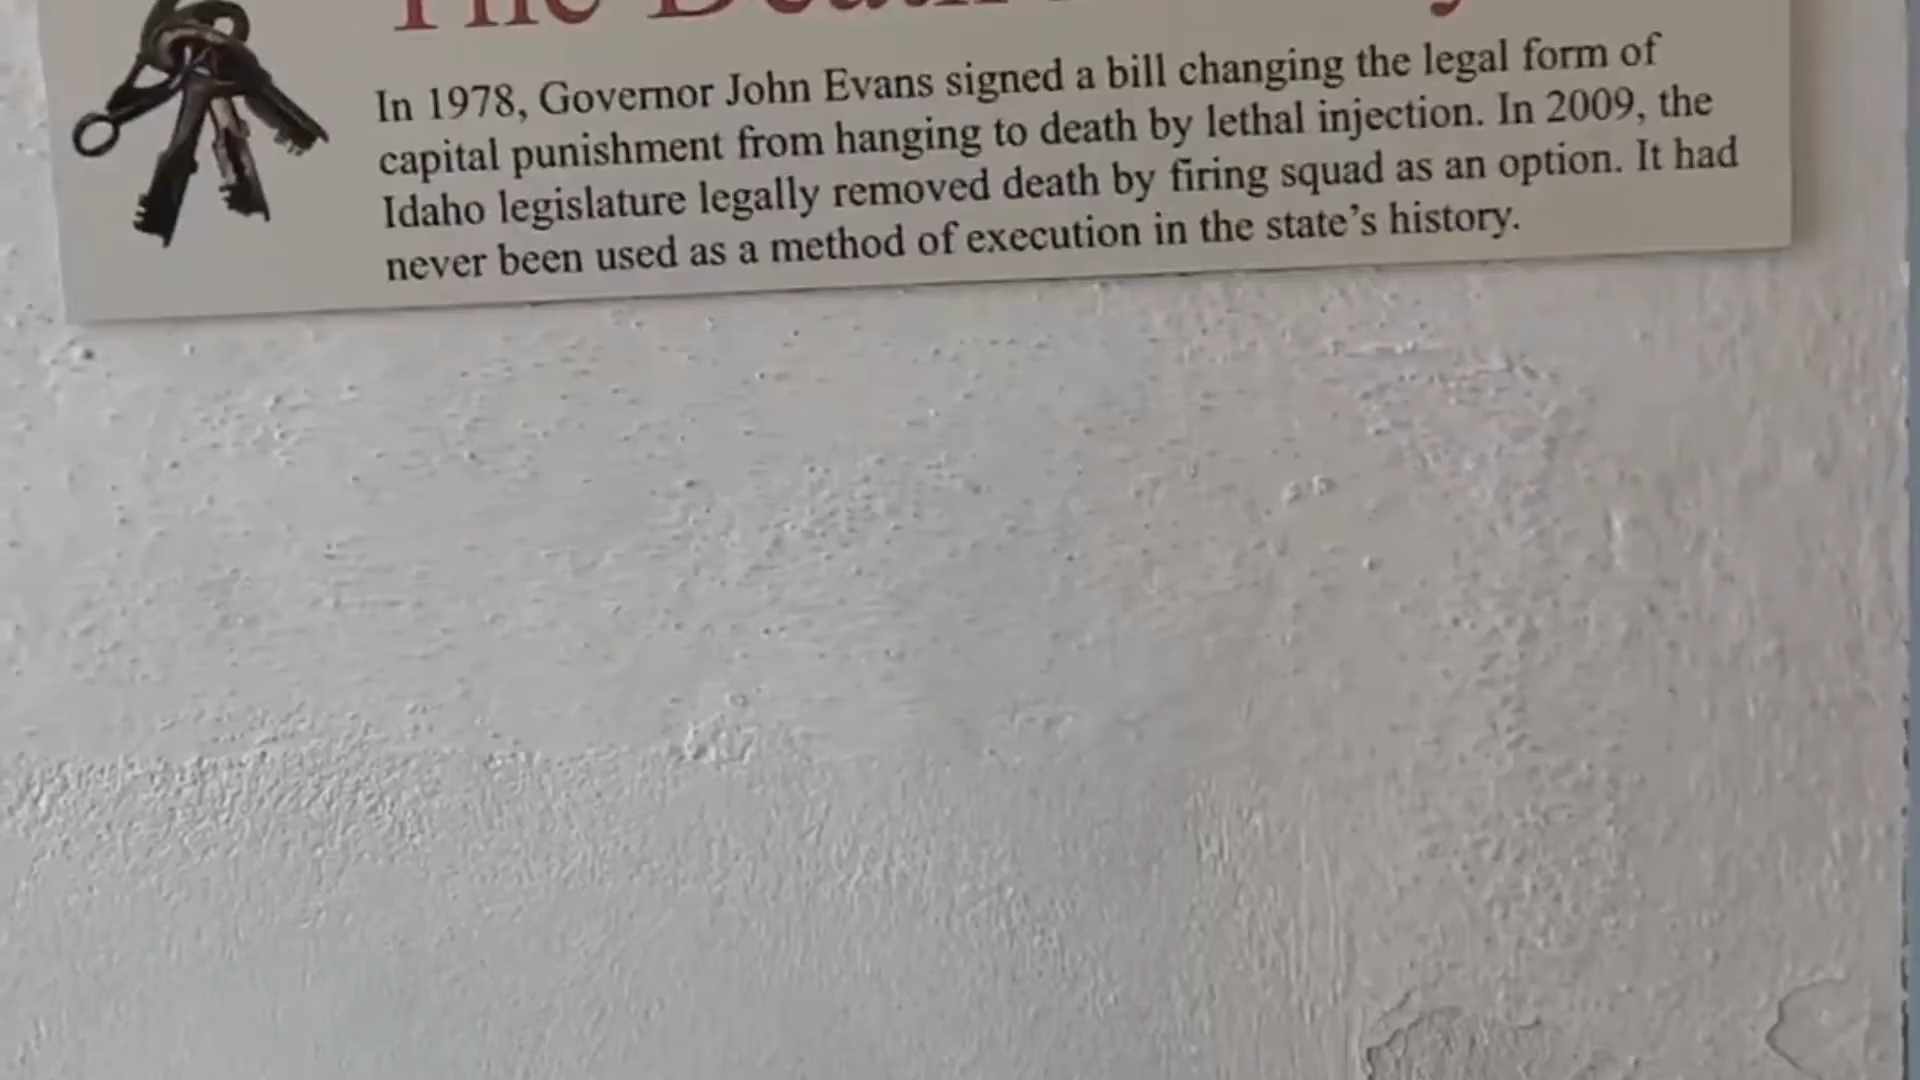 The Death
In 1978, Governor John Evans signed a bill changing the legal form of
capital punishment from hanging to death by lethal injection. In 2009, the
Idaho legislature legally removed death by firing squad as an option. It had
never been used as a method of execution in the state’s history.